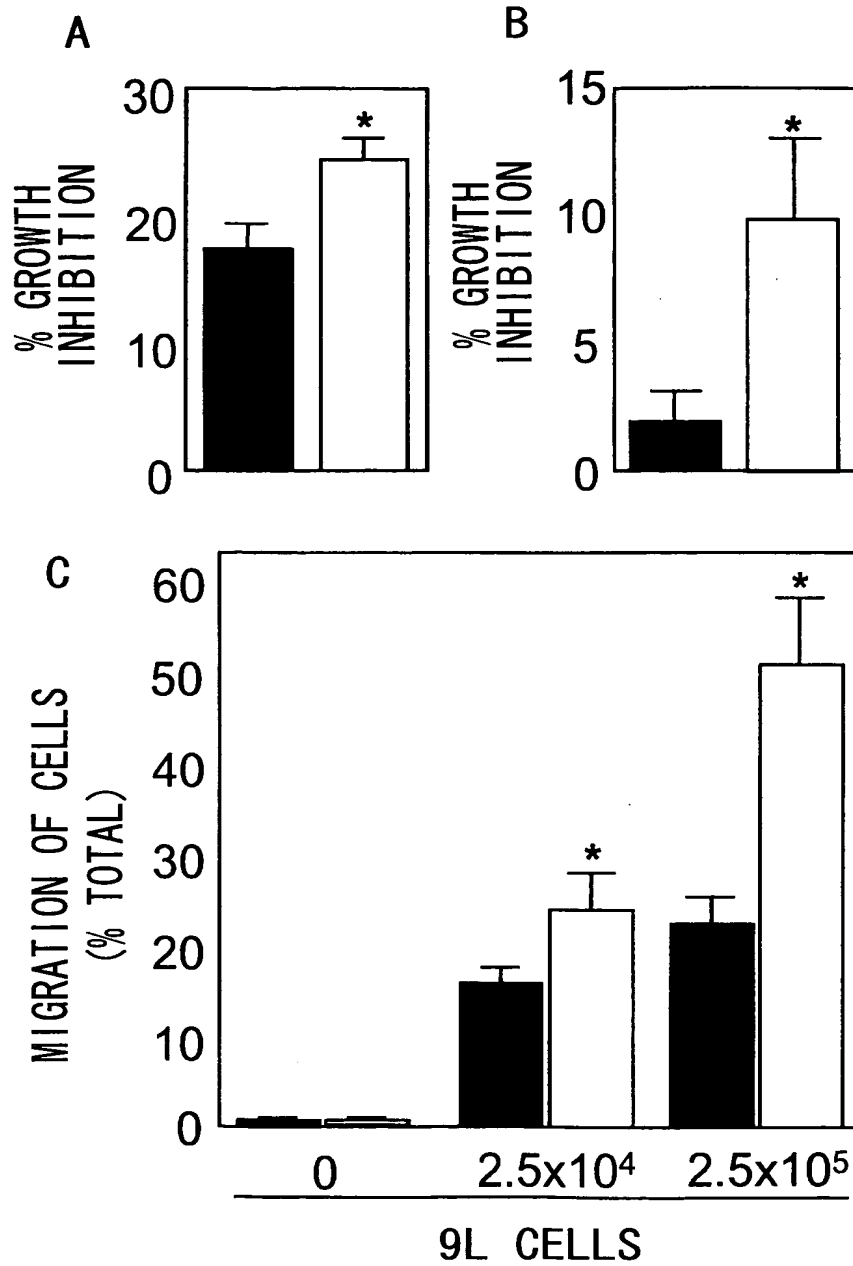 A
% GROWTH
INHIBITION
30
20
10
0
*
B
% GROWTH
INHIBITION
15
10
5
0
*
C
MIGRATION OF CELLS
(% TOTAL)
60
50
40
30
20
10
0
*
*
0 2.5x10⁴ 2.5x10⁵
9L CELLS